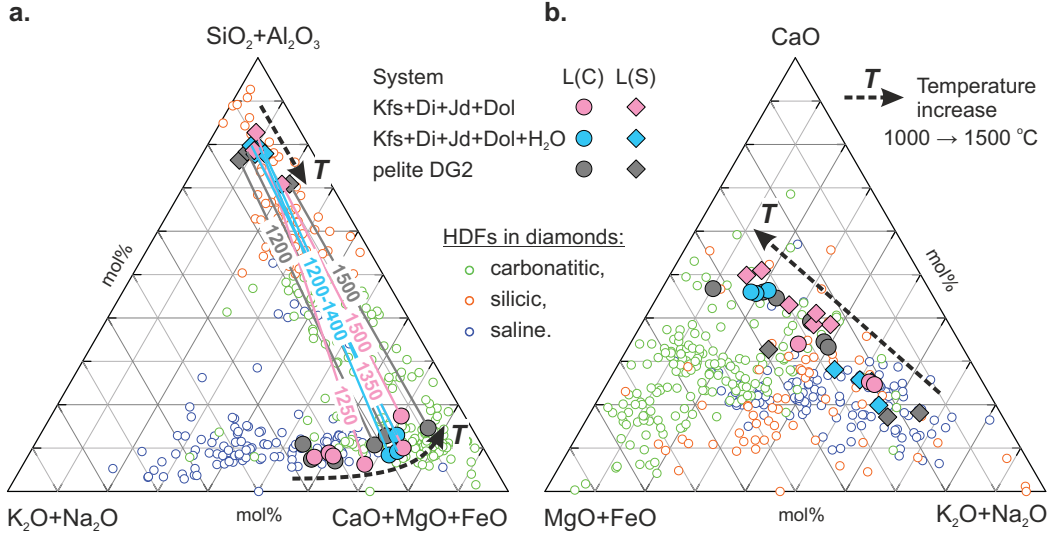 a.
SiO₂+Al₂O₃
mol%
T
1200
1200-1400
1500
1500
1350
1250
T
K₂O+Na₂O
mol%
CaO+MgO+FeO
System L(C) L(S)
Kfs+Di+Jd+Dol
Kfs+Di+Jd+Dol+H₂O
pelite DG2
HDFs in diamonds:
carbonatitic,
silicic,
saline.
b.
CaO
T Temperature
increase
1000 → 1500 °C
T
mol%
MgO+FeO
mol%
K₂O+Na₂O